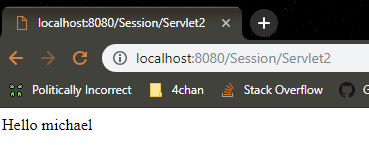 localhost:8080/Session/Servlet2
localhost:8080/Session/Servlet2
Politically Incorrect 4chan Stack Overflow G
Hello michael